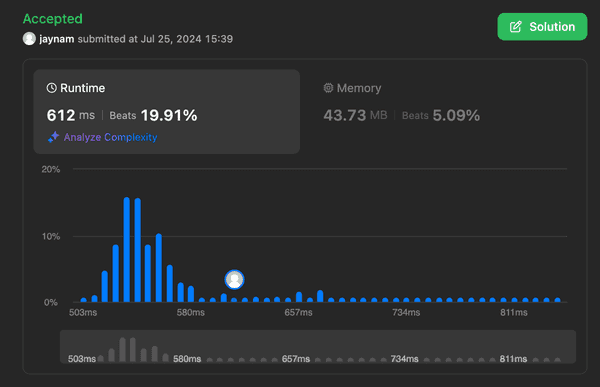 Accepted
jaynam submitted at Jul 25, 2024 15:39
Solution
Runtime
612 ms | Beats 19.91%
Analyze Complexity
Memory
43.73 MB | Beats 5.09%
20%
10%
0%
503ms 580ms 657ms 734ms 811ms
503ms 580ms 657ms 734ms 811ms